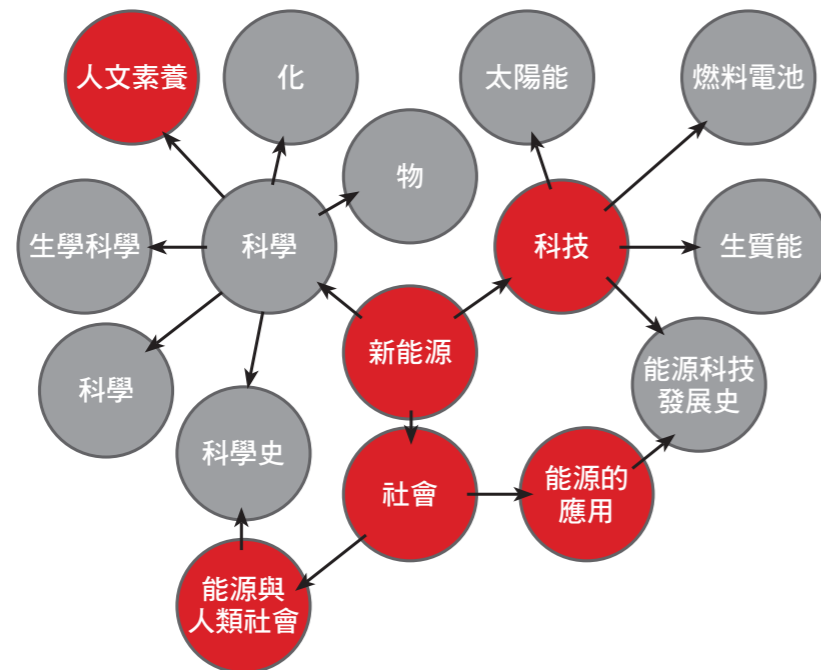 人文素養
化
太陽能
燃料電池
物
生學科學
科學
科技
生質能
新能源
科學
能源科技
發展史
科學史
社會
能源的
應用
能源與
人類社會